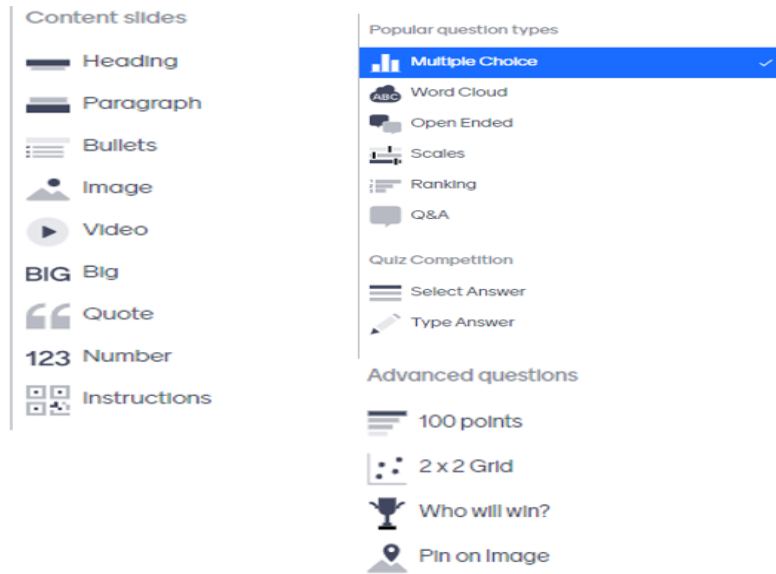 Content slides
Heading
Paragraph
Bullets
Image
Video
BIG Big
Quote
123 Number
Instructions
Popular question types
Multiple Choice
ABC Word Cloud
Open Ended
Scales
Ranking
Q&A
Quiz Competition
Select Answer
Type Answer
Advanced questions
100 points
2 x 2 Grid
Who will win?
Pin on Image